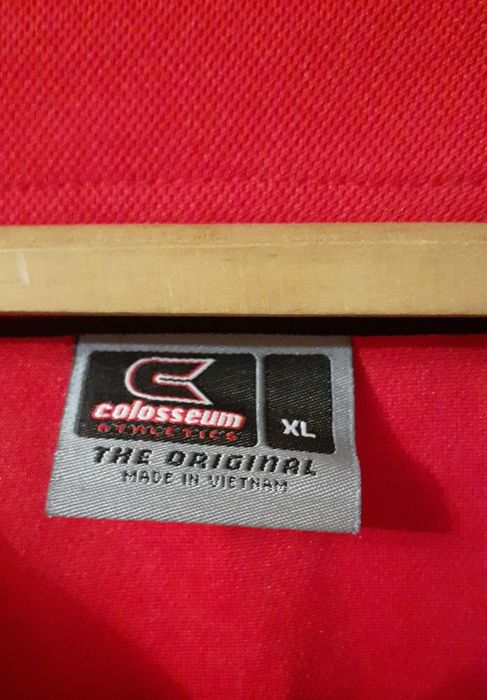 colosseum
ATHLETICS
XL
THE ORIGINAL
MADE IN VIETNAM